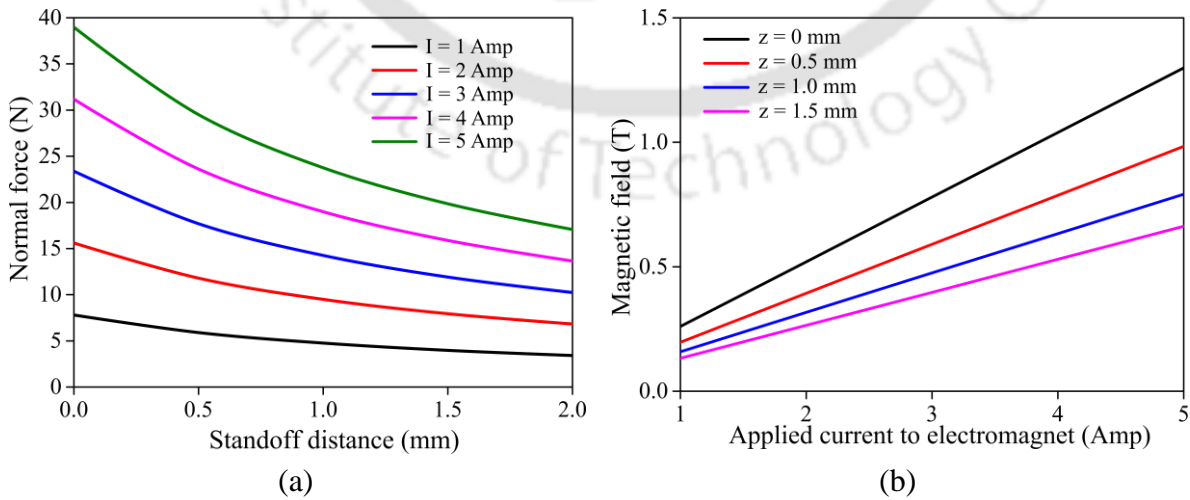 40
35
30
25
20
15
10
5
0
Normal force (N)
I = 1 Amp
I = 2 Amp
I = 3 Amp
I = 4 Amp
I = 5 Amp
0.0 0.5 1.0 1.5 2.0
Standoff distance (mm)
(a)
1.5
1.0
0.5
0.0
Magnetic field (T)
z = 0 mm
z = 0.5 mm
z = 1.0 mm
z = 1.5 mm
1 2 3 4 5
Applied current to electromagnet (Amp)
(b)
stitute of Technology